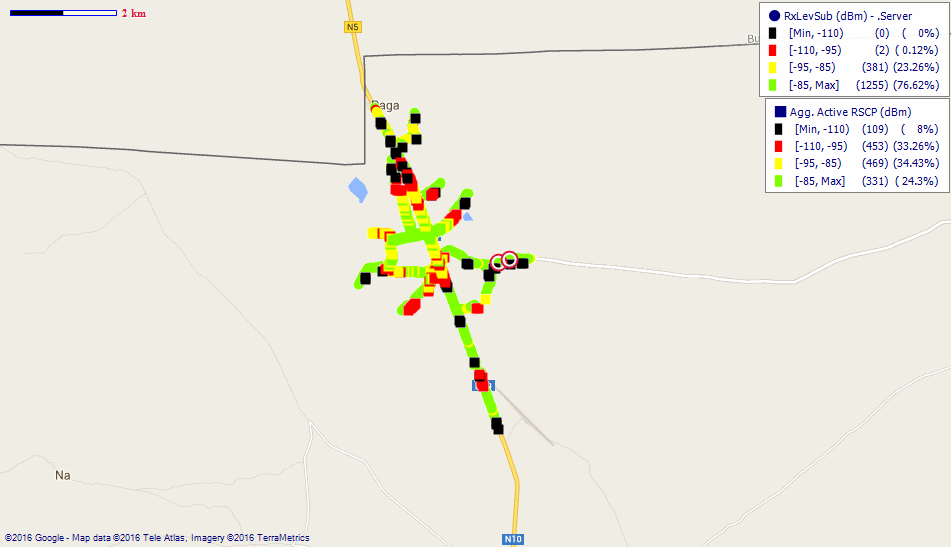 2 km
N5
RxLevSub (dBm) - .Server
[Min, -110) (0) ( 0%)
[-110, -95) (2) ( 0.12%)
[-95, -85) (381) (23.26%)
[-85, Max] (1255) (76.62%)
Agg. Active RSCP (dBm)
[Min, -110) (109) ( 8%)
[-110, -95) (453) (33.26%)
[-95, -85) (469) (34.43%)
[-85, Max] (331) ( 24.3%)
Bu
Paga
Na
©2016 Google - Map data ©2016 Tele Atlas, Imagery ©2016 TerraMetrics
N10